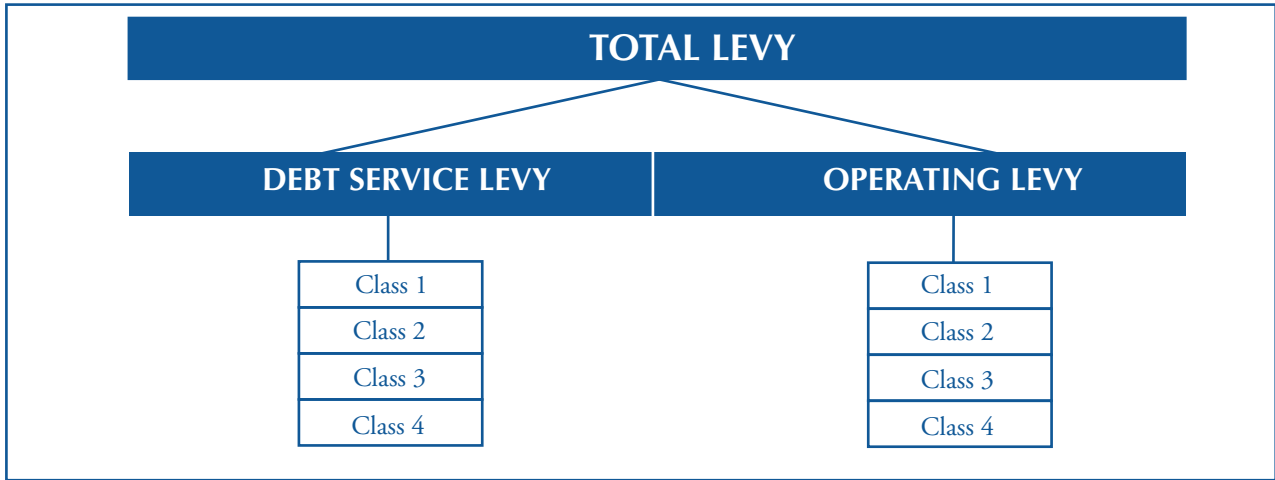 TOTAL LEVY
DEBT SERVICE LEVY
OPERATING LEVY
Class 1
Class 2
Class 3
Class 4
Class 1
Class 2
Class 3
Class 4